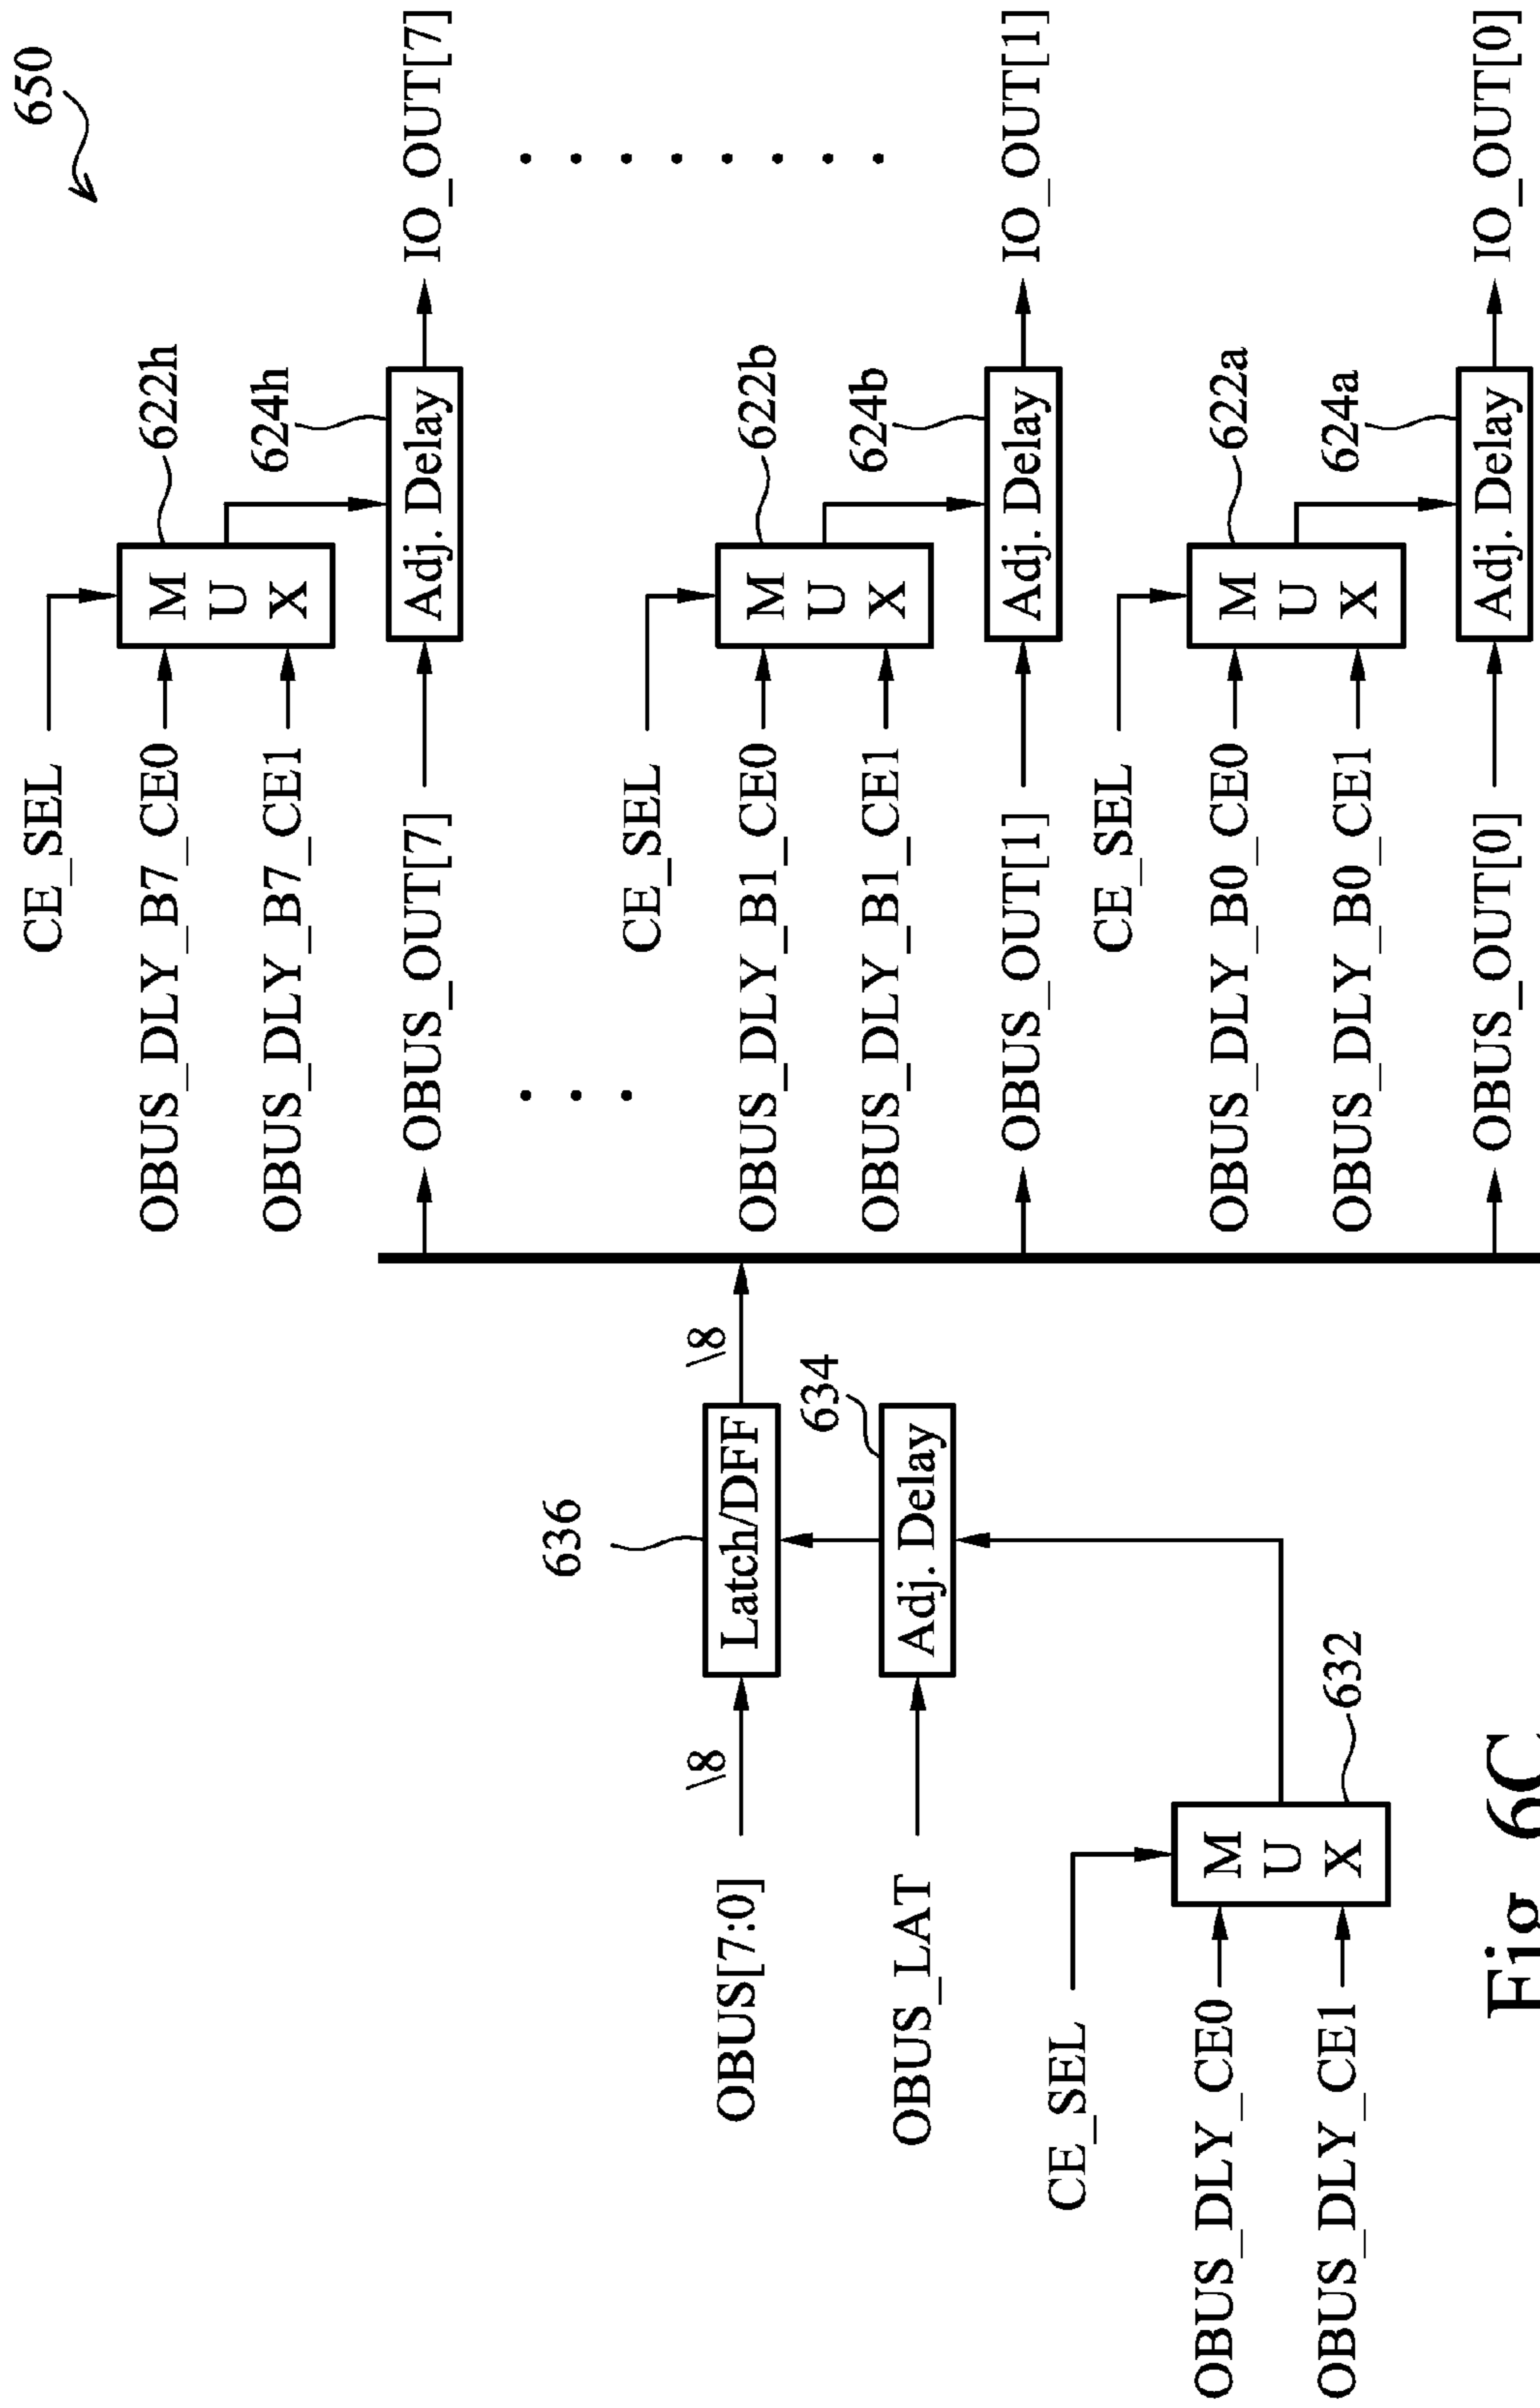 650
CE_SEL
OBUS_DLY_B7_CE0
OBUS_DLY_B7_CE1
MUX
622h
624h
OBUS_OUT[7]
Adj. Delay
IO_OUT[7]
CE_SEL
OBUS_DLY_B1_CE0
OBUS_DLY_B1_CE1
MUX
622b
624b
OBUS_OUT[1]
Adj. Delay
IO_OUT[1]
CE_SEL
OBUS_DLY_B0_CE0
OBUS_DLY_B0_CE1
MUX
622a
624a
OBUS_OUT[0]
Adj. Delay
IO_OUT[0]
636
OBUS[7:0]
\8
Latch/DFF
\8
634
OBUS_LAT
Adj. Delay
CE_SEL
OBUS_DLY_CE0
OBUS_DLY_CE1
MUX
632
Fig. 6C